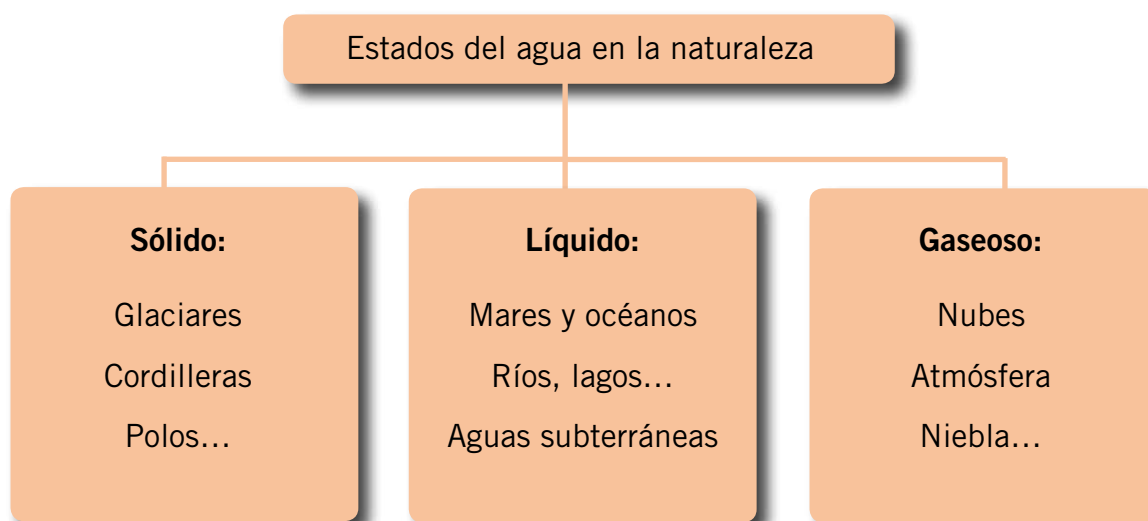 Estados del agua en la naturaleza
Sólido:
Glaciares
Cordilleras
Polos…
Líquido:
Mares y océanos
Ríos, lagos…
Aguas subterráneas
Gaseoso:
Nubes
Atmósfera
Niebla…